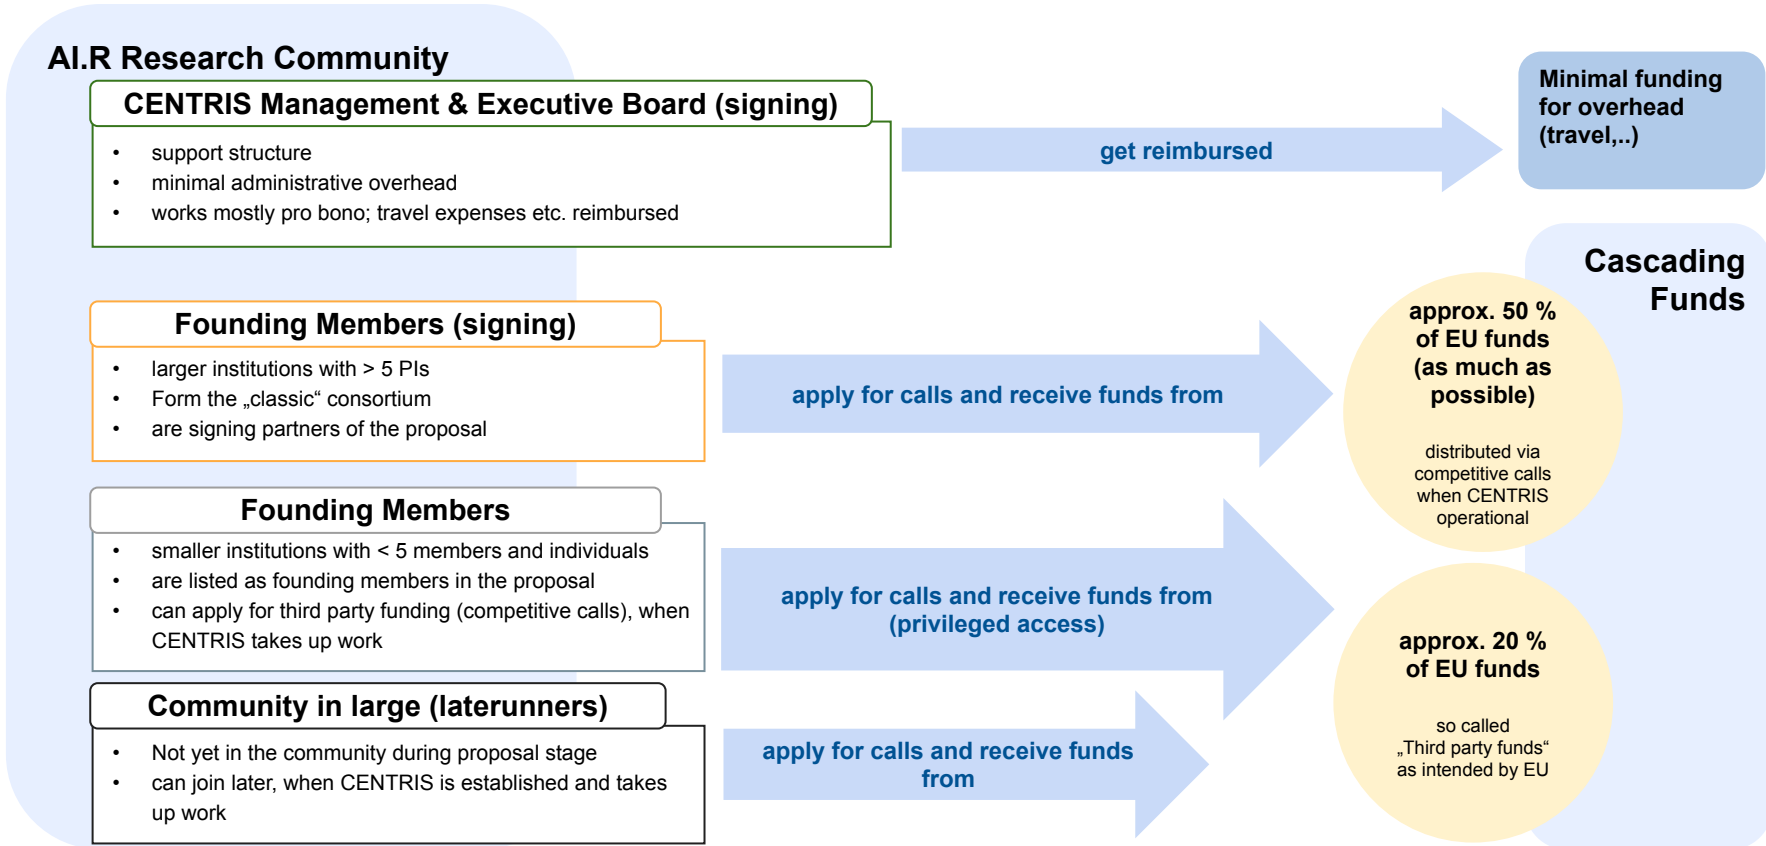 AI.R Research Community
CENTRIS Management & Executive Board (signing)
• support structure
• minimal administrative overhead
• works mostly pro bono; travel expenses etc. reimbursed
get reimbursed
Minimal funding
for overhead
(travel,..)
Cascading
Funds
Founding Members (signing)
• larger institutions with > 5 PIs
• Form the „classic“ consortium
• are signing partners of the proposal
apply for calls and receive funds from
approx. 50 %
of EU funds
(as much as
possible)
distributed via
competitive calls
when CENTRIS
operational
Founding Members
• smaller institutions with < 5 members and individuals
• are listed as founding members in the proposal
• can apply for third party funding (competitive calls), when
CENTRIS takes up work
apply for calls and receive funds from
(privileged access)
approx. 20 %
of EU funds
so called
„Third party funds“
as intended by EU
Community in large (laterunners)
• Not yet in the community during proposal stage
• can join later, when CENTRIS is established and takes
up work
apply for calls and receive funds
from